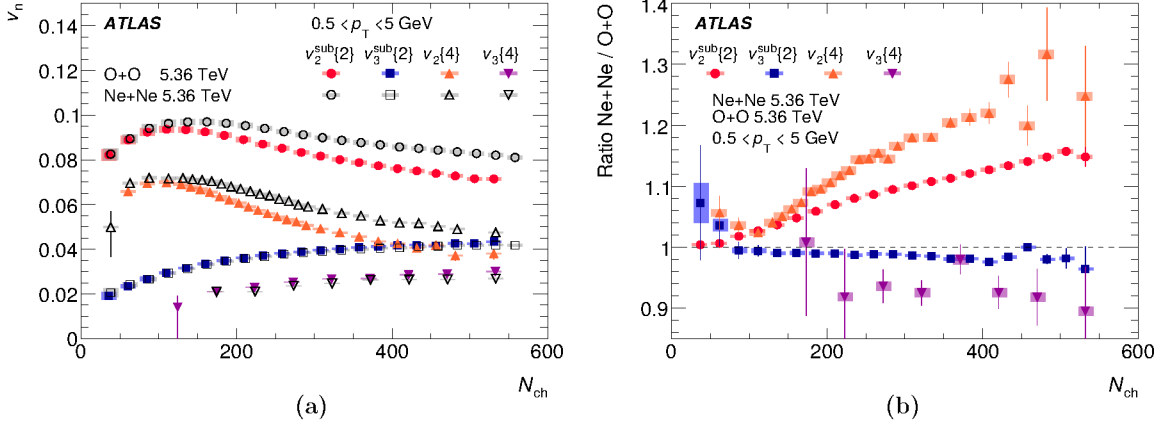 ATLAS
0.5 < p_T < 5 GeV
v_2^sub{2} v_3^sub{2} v_2{4} v_3{4}
O+O 5.36 TeV
Ne+Ne 5.36 TeV
v_n
0.14
0.12
0.1
0.08
0.06
0.04
0.02
0
0 200 400 600
N_ch
(a)
ATLAS
v_2^sub{2} v_3^sub{2} v_2{4} v_3{4}
Ne+Ne 5.36 TeV
O+O 5.36 TeV
0.5 < p_T < 5 GeV
Ratio Ne+Ne / O+O
1.4
1.3
1.2
1.1
1
0.9
0 200 400 600
N_ch
(b)